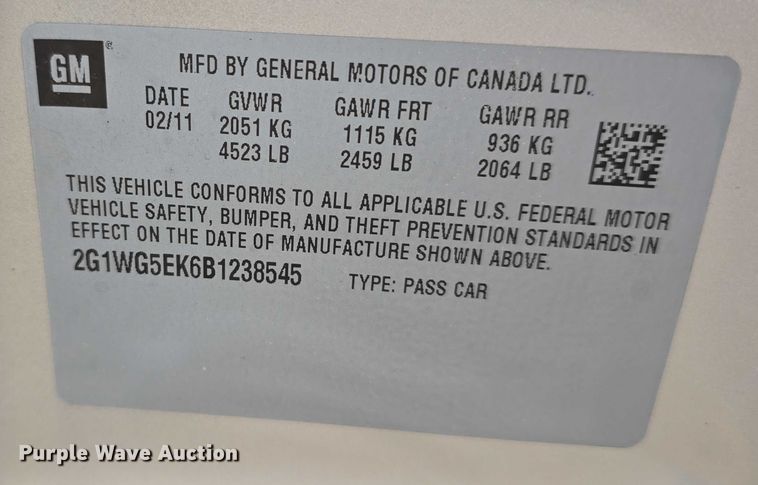 GM
MFD BY GENERAL MOTORS OF CANADA LTD.
DATE GVWR GAWR FRT GAWR RR
02/11 2051 KG 1115 KG 936 KG
4523 LB 2459 LB 2064 LB
THIS VEHICLE CONFORMS TO ALL APPLICABLE U.S. FEDERAL MOTOR
VEHICLE SAFETY, BUMPER, AND THEFT PREVENTION STANDARDS IN
EFFECT ON THE DATE OF MANUFACTURE SHOWN ABOVE.
2G1WG5EK6B1238545 TYPE: PASS CAR
Purple Wave Auction